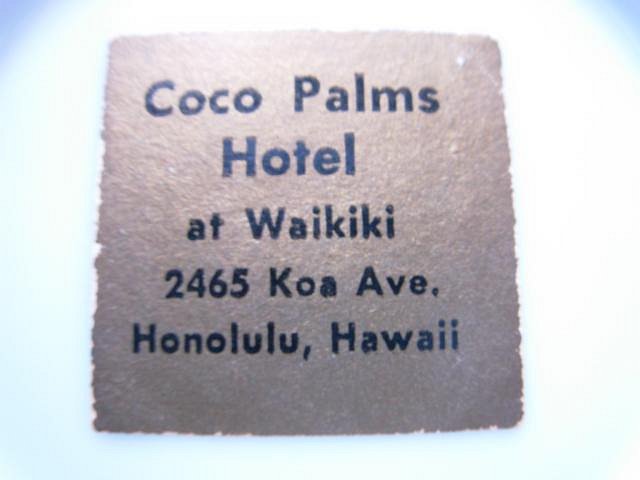 Coco Palms
Hotel
at Waikiki
2465 Koa Ave.
Honolulu, Hawaii